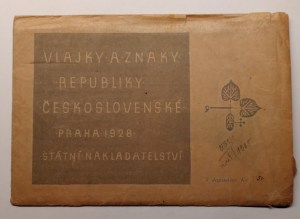 VLAJKY A ZNAKY
REPUBLIKY
ČESKOSLOVENSKÉ
PRAHA 1928
STÁTNÍ NAKLADATELSTVÍ